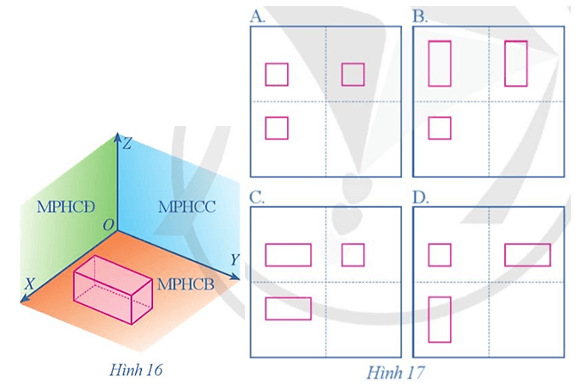 A.
B.
Z
MPHCĐ
MPHCC
O
C.
D.
X
Y
MPHCB
Hình 16
Hình 17